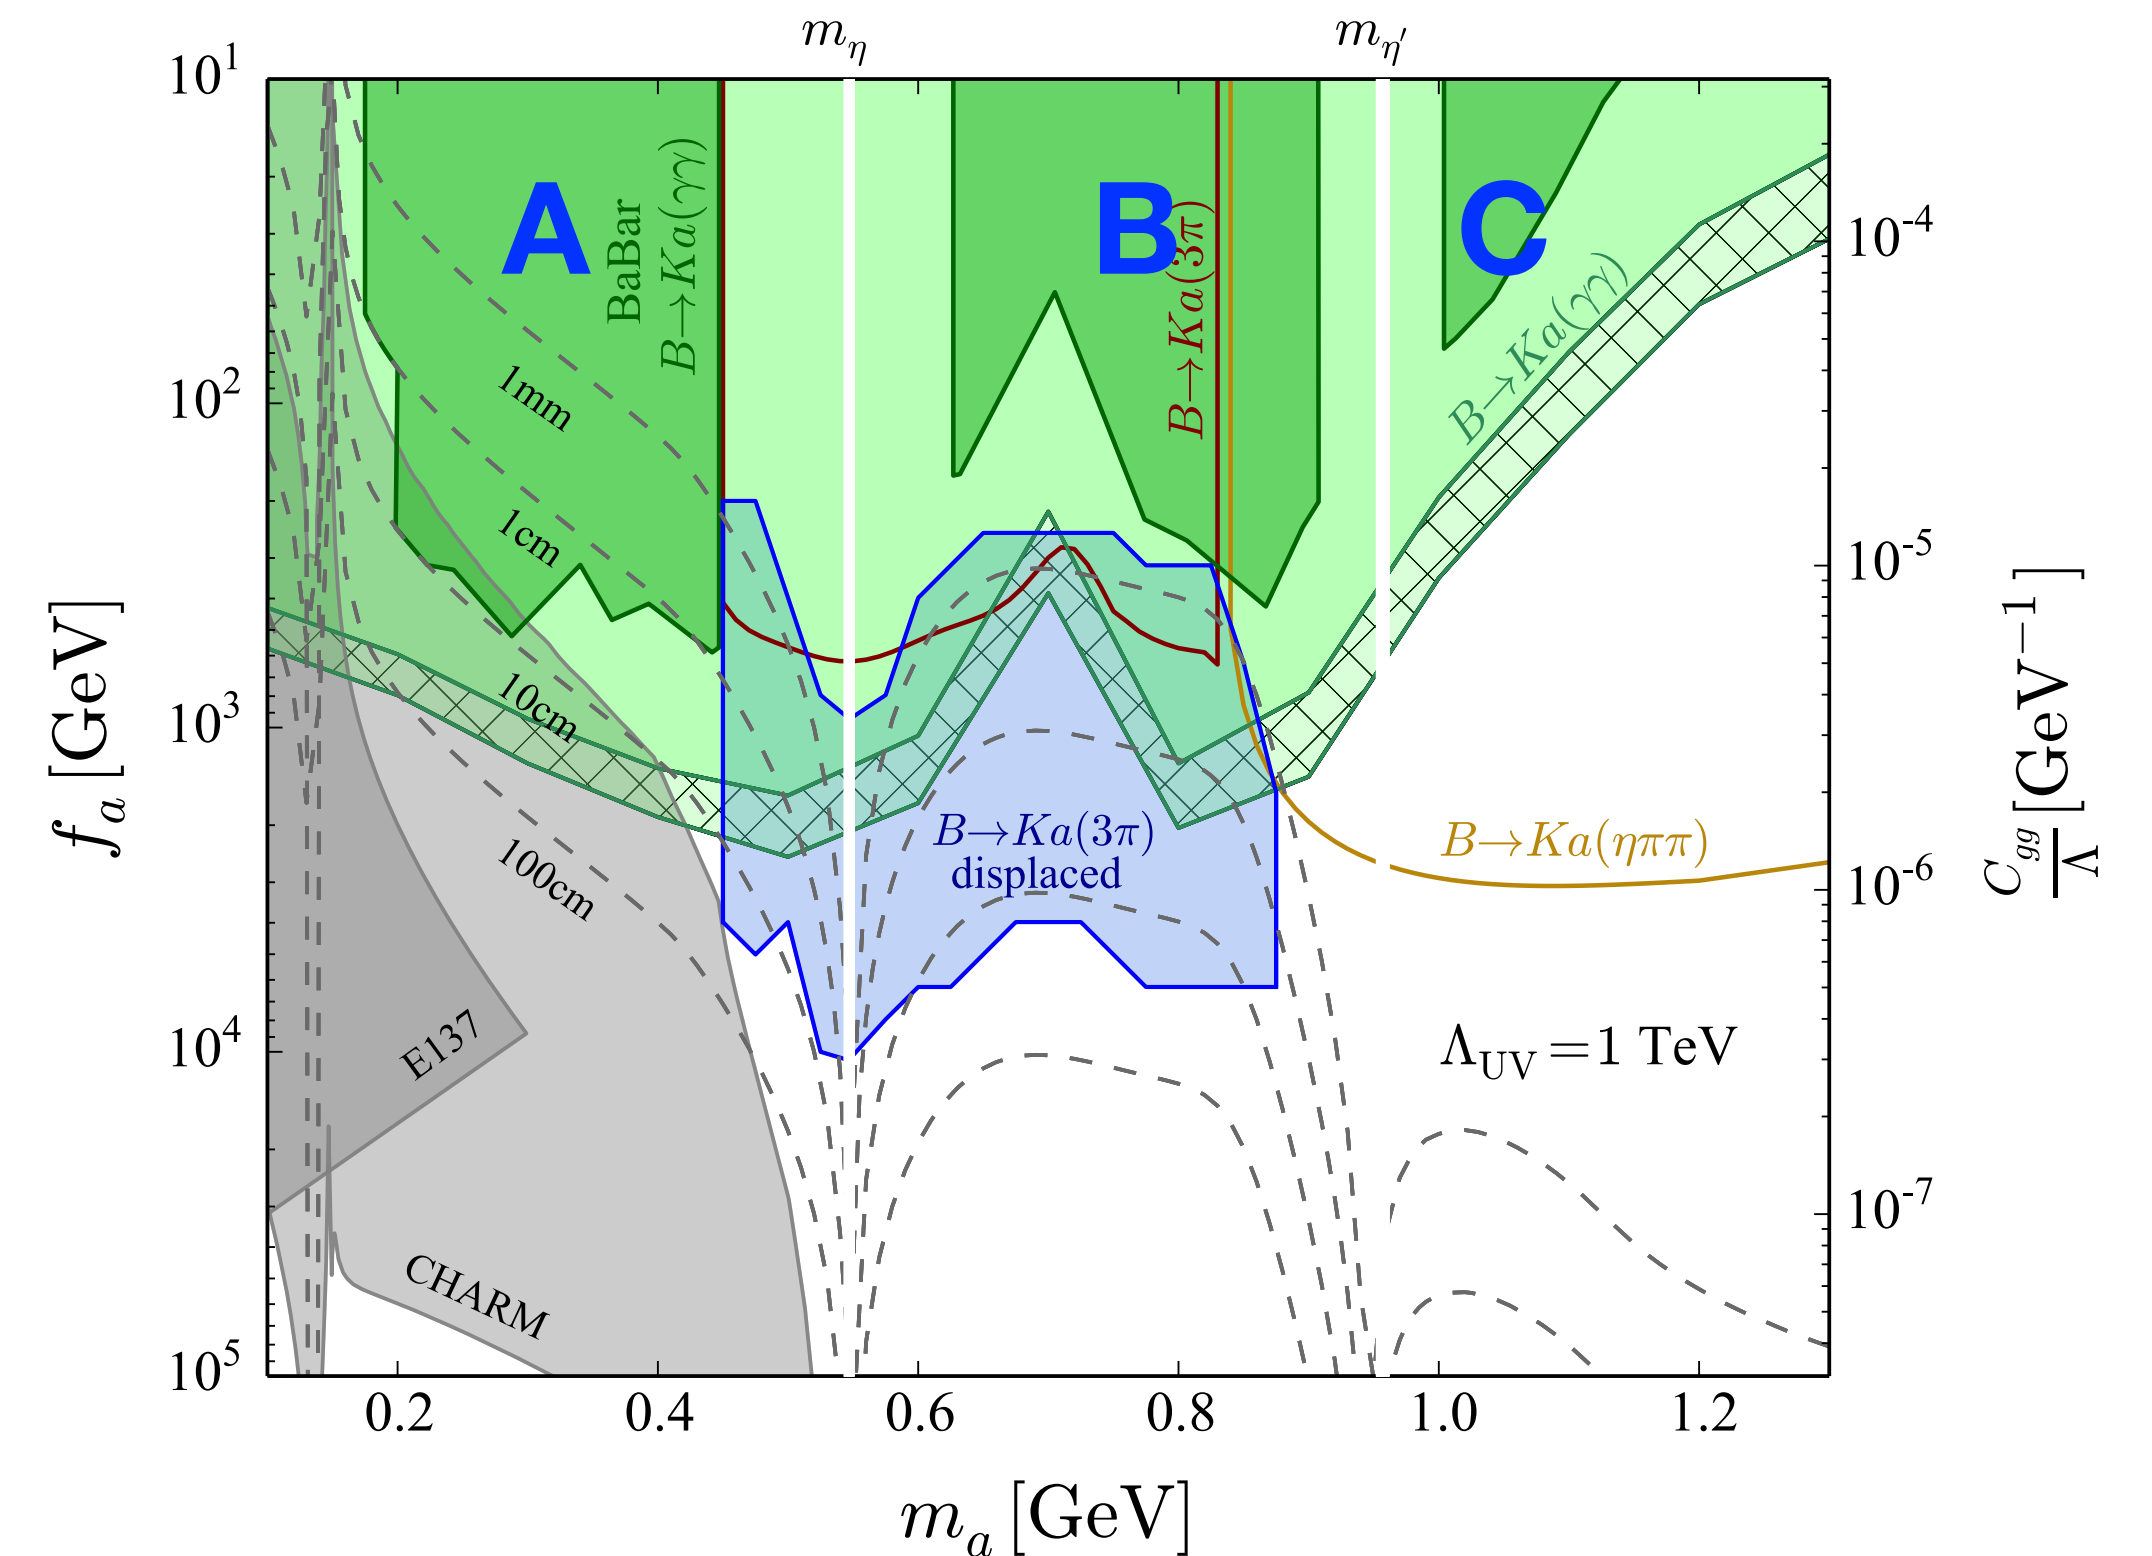 m_η m_η′
10^1
10^2
10^3
10^4
10^5
f_a [GeV]
A
B
C
BaBar
B→Ka(γγ)
B→Ka(3π)
B→Ka(γγ)
1mm
1cm
10cm
100cm
B→Ka(3π)
displaced
B→Ka(ηππ)
E137
CHARM
Λ_UV = 1 TeV
10^-4
10^-5
10^-6
10^-7
C_gg/Λ [GeV^−1]
0.2 0.4 0.6 0.8 1.0 1.2
m_a [GeV]